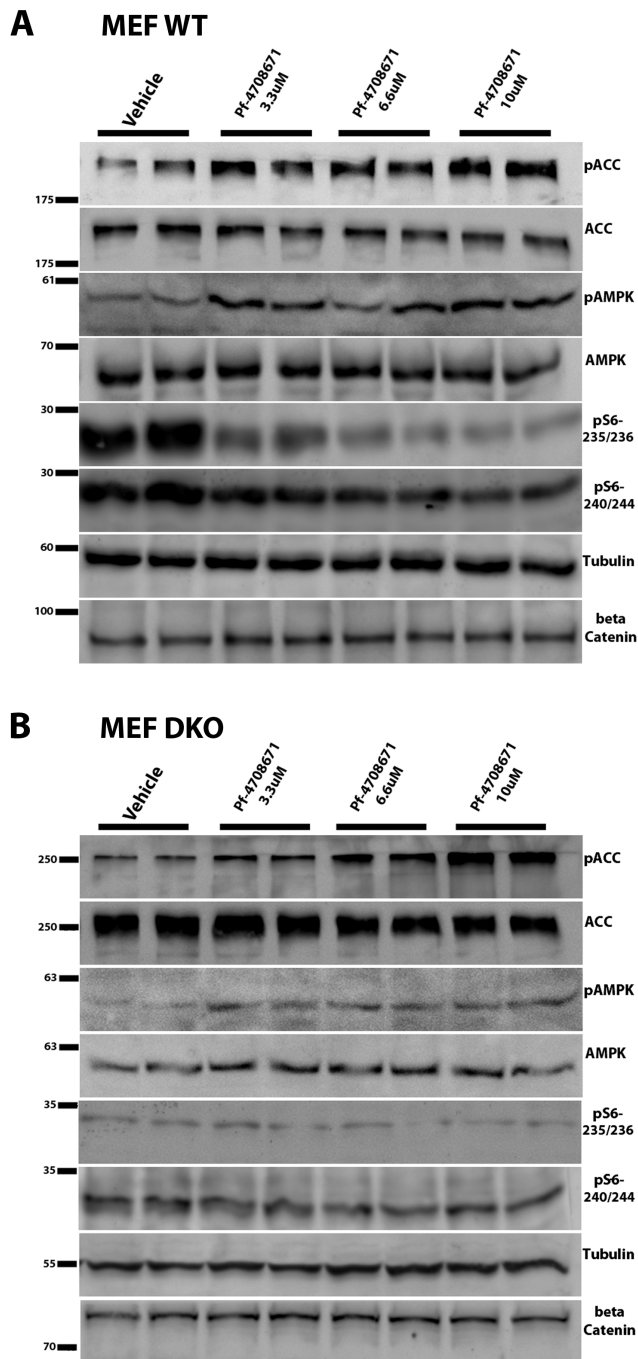 A MEF WT
Vehicle
Pf-4708671
3.3uM
Pf-4708671
6.6uM
Pf-4708671
10uM
pACC
175
ACC
175
61
pAMPK
70
AMPK
30
pS6-
235/236
30
pS6-
240/244
60
Tubulin
100
beta
Catenin
B MEF DKO
Vehicle
Pf-4708671
3.3uM
Pf-4708671
6.6uM
Pf-4708671
10uM
250
pACC
250
ACC
63
pAMPK
63
AMPK
35
pS6-
235/236
35
pS6-
240/244
Tubulin
55
beta
Catenin
70